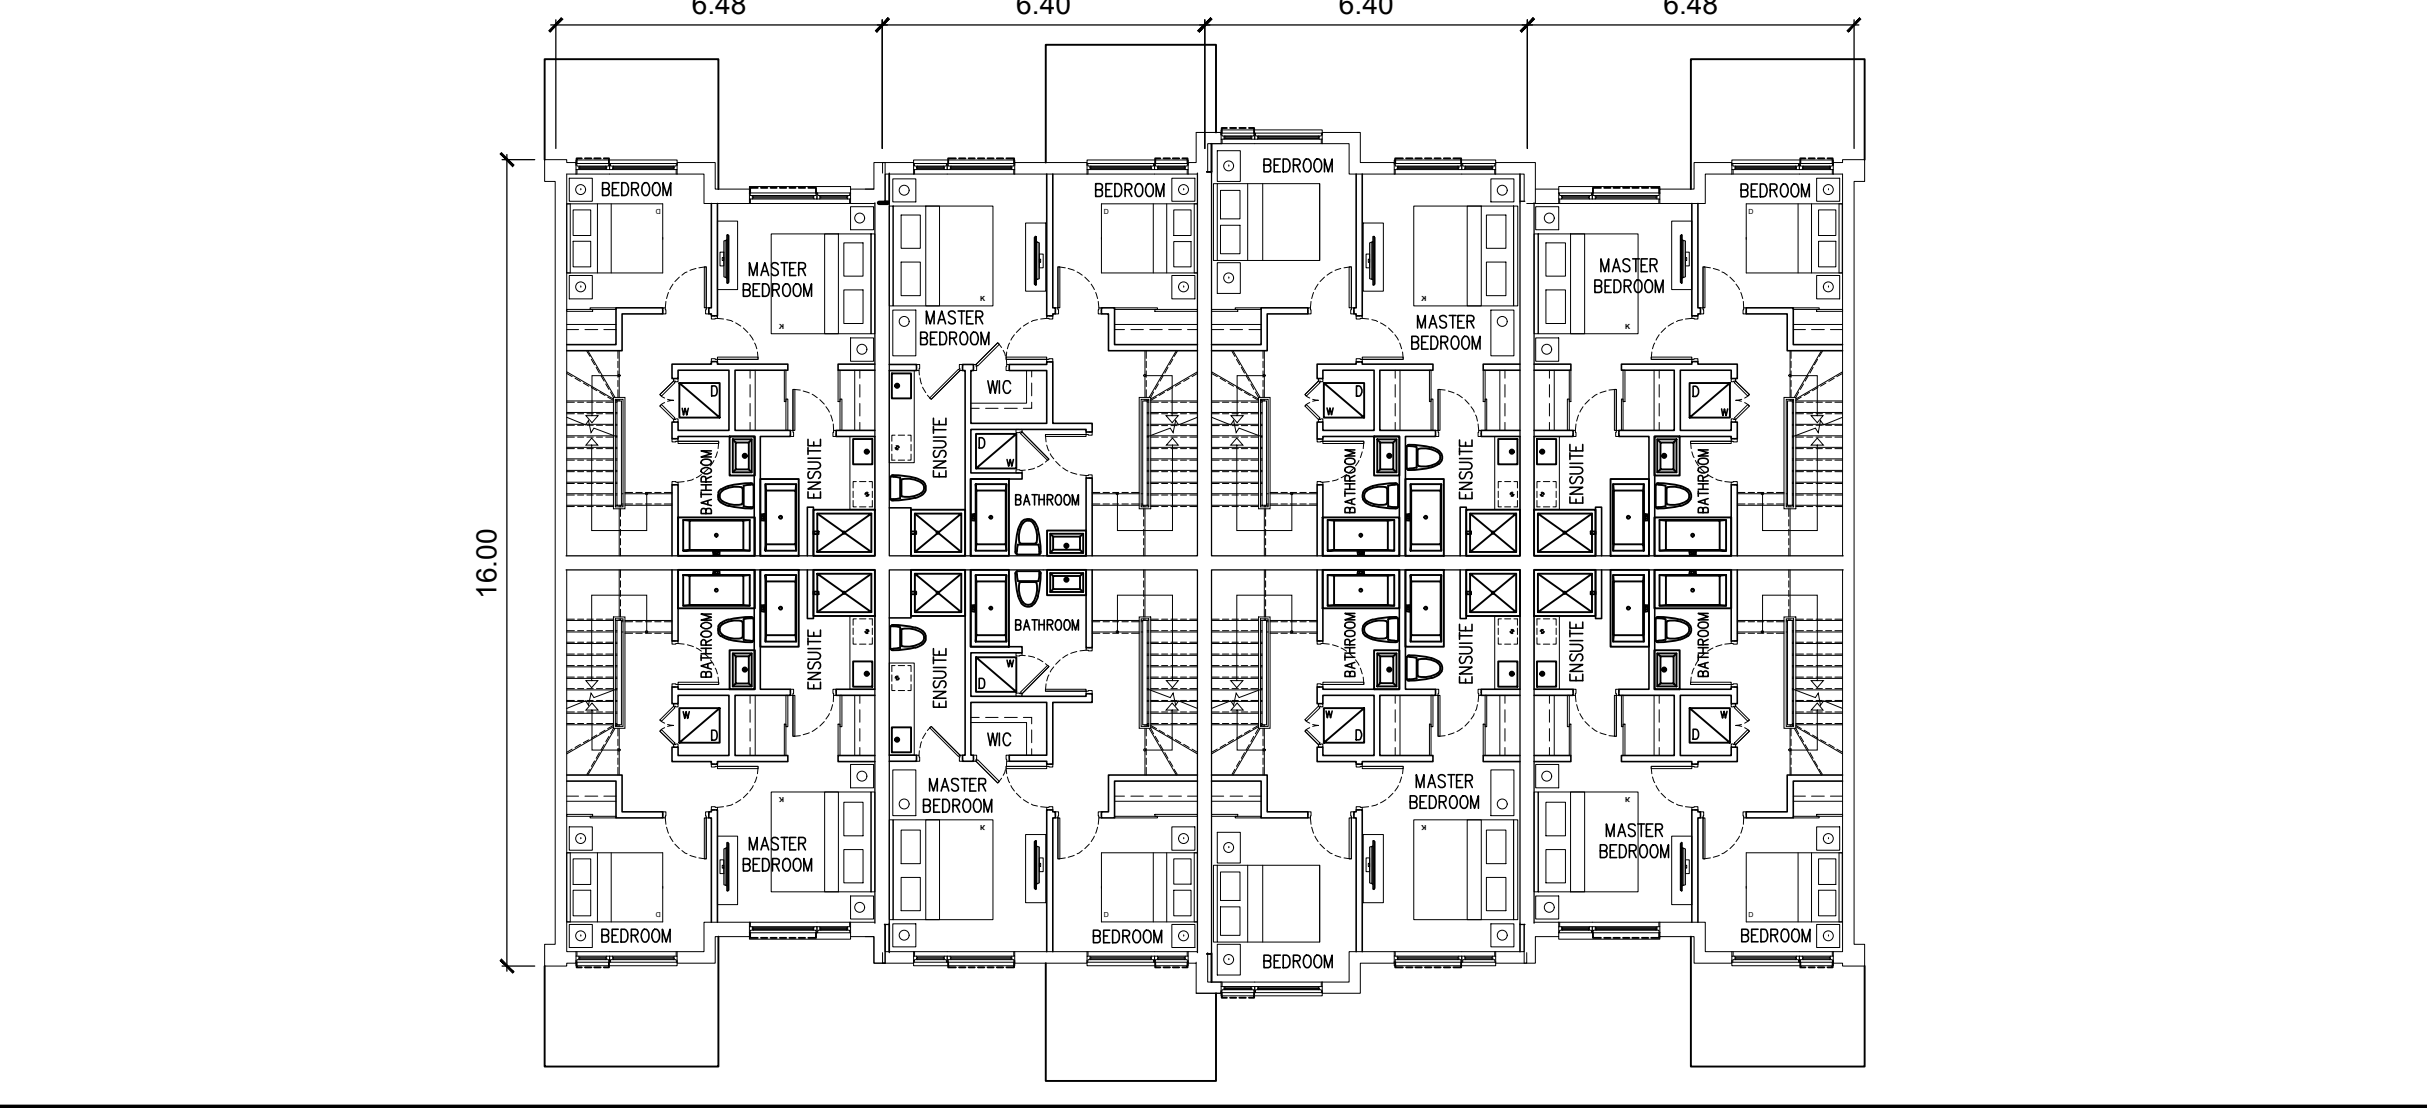 6.48
6.40
6.40
6.48
BEDROOM
BEDROOM
BEDROOM
BEDROOM
D
D
D
MASTER
BEDROOM
MASTER
BEDROOM
K
K
K
K
MASTER
BEDROOM
MASTER
BEDROOM
D
W
WIC
D
W
D
W
ENSUITE
D
W
BATHROOM
ENSUITE
BATHROOM
BATHROOM
ENSUITE
ENSUITE
BATHROOM
16.00
BATHROOM
ENSUITE
BATHROOM
ENSUITE
BATHROOM
ENSUITE
ENSUITE
BATHROOM
W
D
W
D
WIC
W
D
W
D
MASTER
BEDROOM
MASTER
BEDROOM
K
K
K
K
MASTER
BEDROOM
MASTER
BEDROOM
D
D
D
BEDROOM
BEDROOM
BEDROOM
BEDROOM